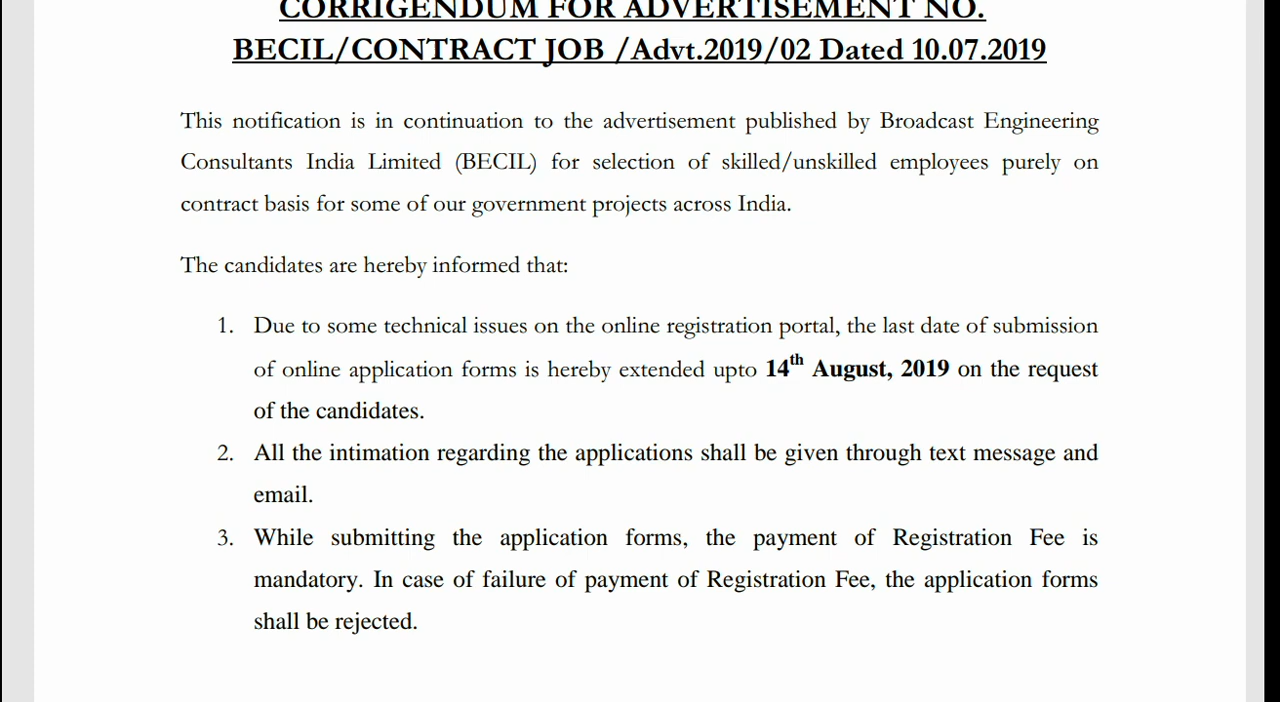 CORRIGENDUM FOR ADVERTISEMENT NO.
BECIL/CONTRACT JOB /Advt.2019/02 Dated 10.07.2019
This notification is in continuation to the advertisement published by Broadcast Engineering
Consultants India Limited (BECIL) for selection of skilled/unskilled employees purely on
contract basis for some of our government projects across India.
The candidates are hereby informed that:
1. Due to some technical issues on the online registration portal, the last date of submission
of online application forms is hereby extended upto 14th August, 2019 on the request
of the candidates.
2. All the intimation regarding the applications shall be given through text message and
email.
3. While submitting the application forms, the payment of Registration Fee is
mandatory. In case of failure of payment of Registration Fee, the application forms
shall be rejected.